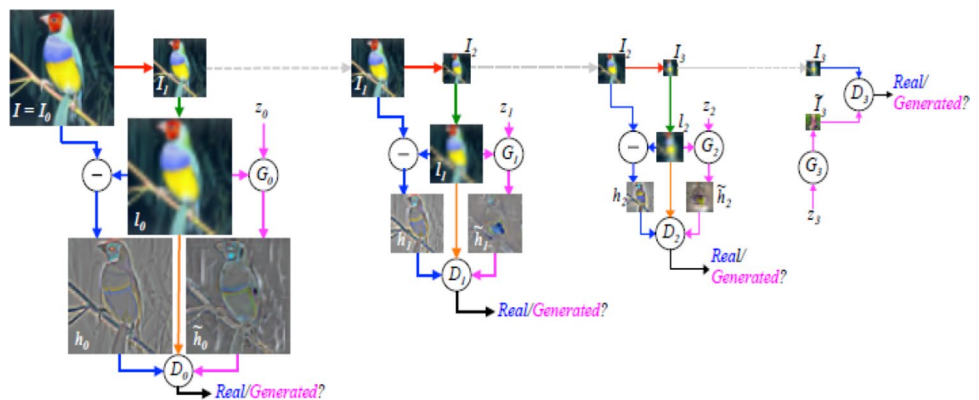 I = I₀
I₁
z₀
−
G₀
l₀
h₀
h̃₀
D₀
Real/Generated?
I₁
I₂
z₁
−
G₁
l₁
h₁
h̃₁
D₁
Real/Generated?
I₂
I₃
l₂
z₂
−
G₂
h₂
h̃₂
D₂
Real/
Generated?
I₃
Ĩ₃
D₃
Real/
Generated?
G₃
z₃